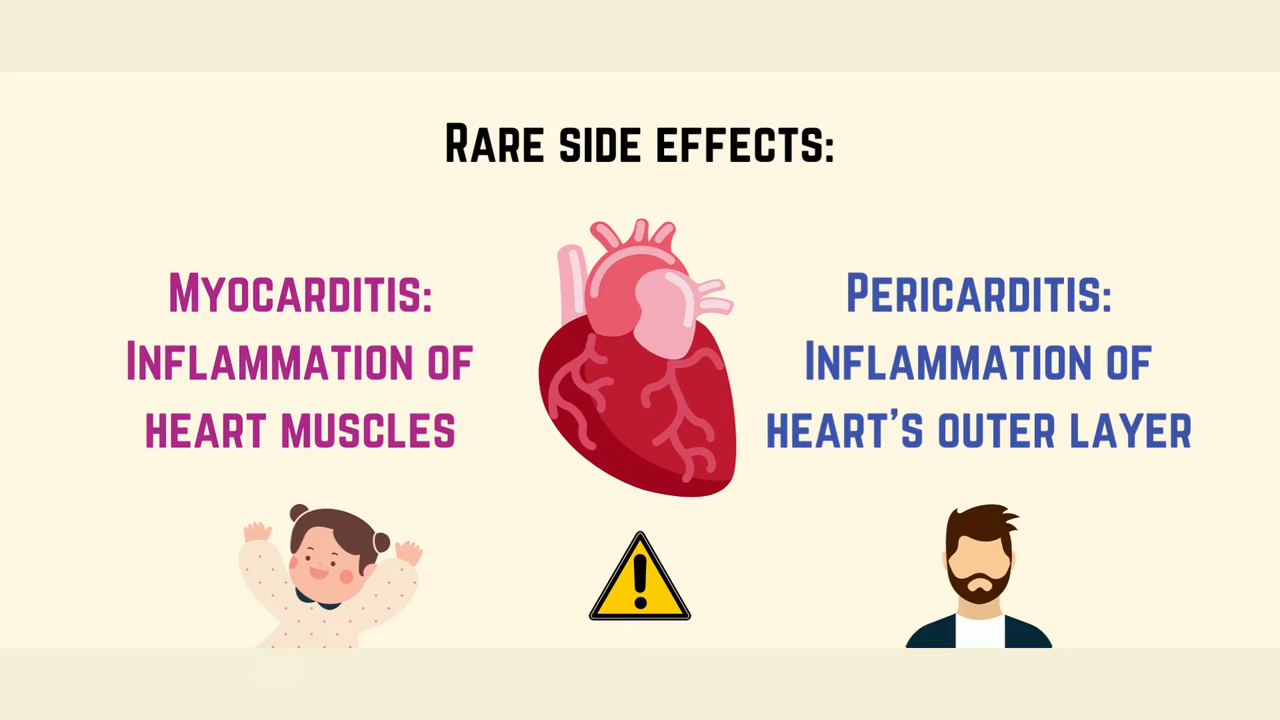 Rare side effects:
Myocarditis:
Inflammation of
heart muscles
Pericarditis:
Inflammation of
heart's outer layer